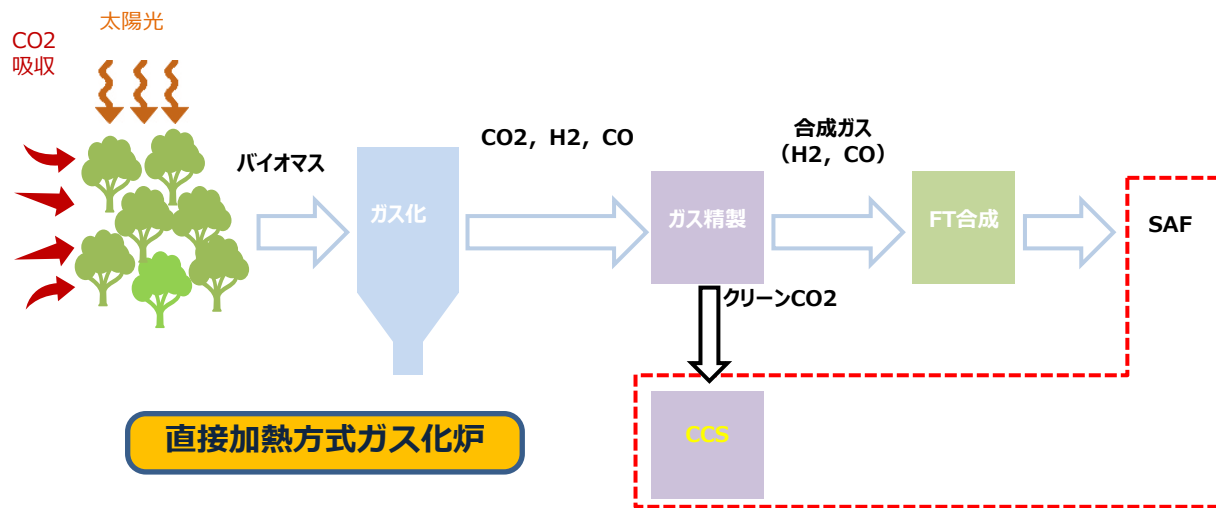 太陽光
CO2
吸収
バイオマス
CO2, H2, CO
合成ガス
（H2, CO）
ガス化
ガス精製
FT合成
SAF
クリーンCO2
直接加熱方式ガス化炉
CCS